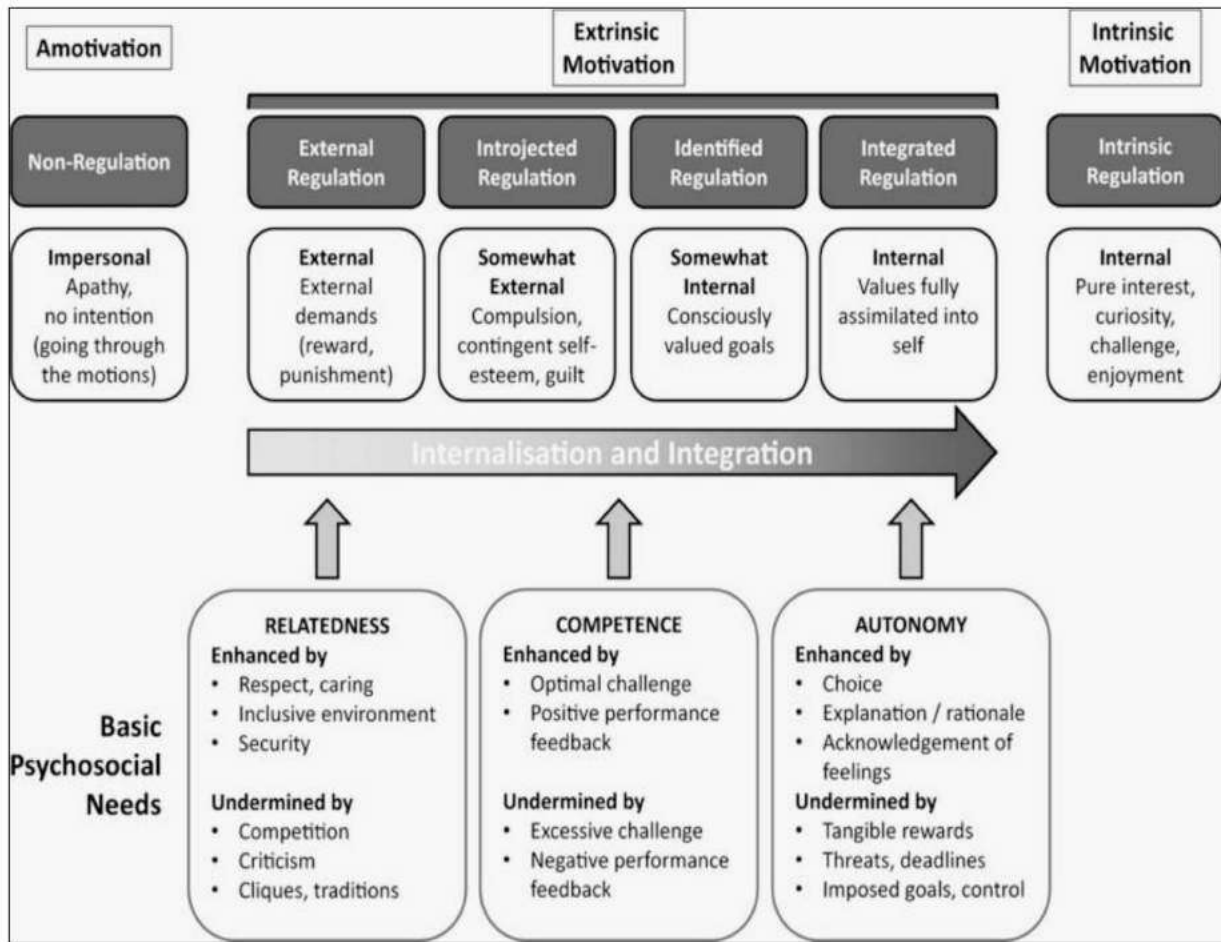 Amotivation
Extrinsic
Motivation
Intrinsic
Motivation
Non-Regulation
External
Regulation
Introjected
Regulation
Identified
Regulation
Integrated
Regulation
Intrinsic
Regulation
Impersonal
Apathy,
no intention
(going through
the motions)
External
External
demands
(reward,
punishment)
Somewhat
External
Compulsion,
contingent self-
esteem, guilt
Somewhat
Internal
Consciously
valued goals
Internal
Values fully
assimilated into
self
Internal
Pure interest,
curiosity,
challenge,
enjoyment
Internalisation and Integration
Basic
Psychosocial
Needs
RELATEDNESS
Enhanced by
• Respect, caring
• Inclusive environment
• Security
Undermined by
• Competition
• Criticism
• Cliques, traditions
COMPETENCE
Enhanced by
• Optimal challenge
• Positive performance
feedback
Undermined by
• Excessive challenge
• Negative performance
feedback
AUTONOMY
Enhanced by
• Choice
• Explanation / rationale
• Acknowledgement of
feelings
Undermined by
• Tangible rewards
• Threats, deadlines
• Imposed goals, control